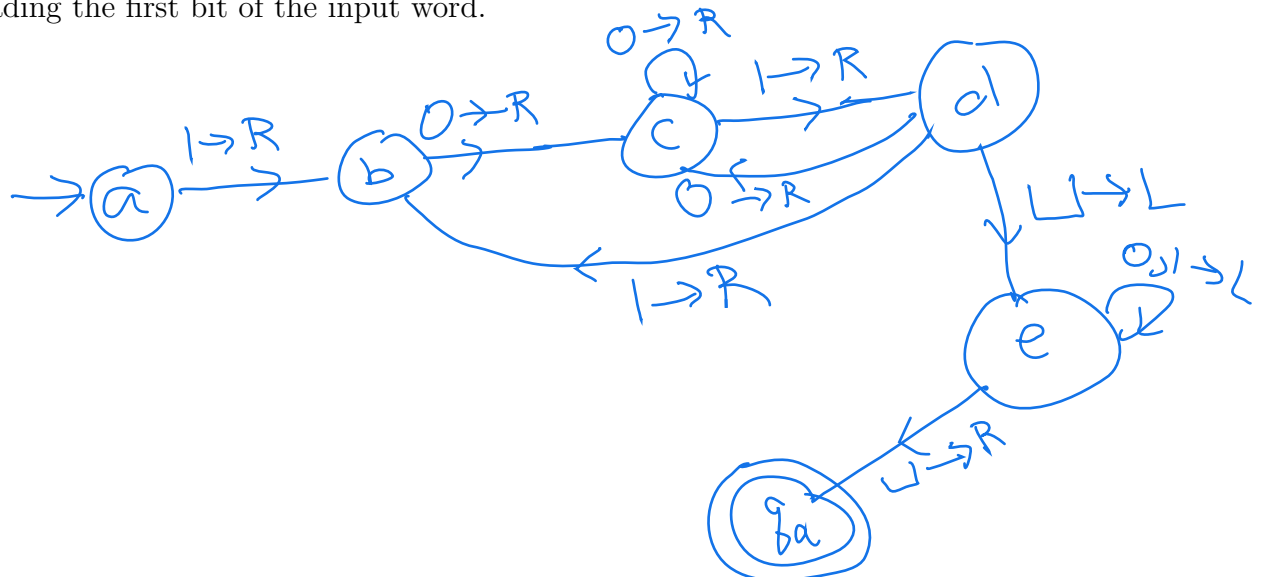 ding the first bit of the input word.
0→R
1→R
0→R
1→R
a
b
c
d
0→R
1→R
⊔→L
0,1→L
e
⊔→R
qa